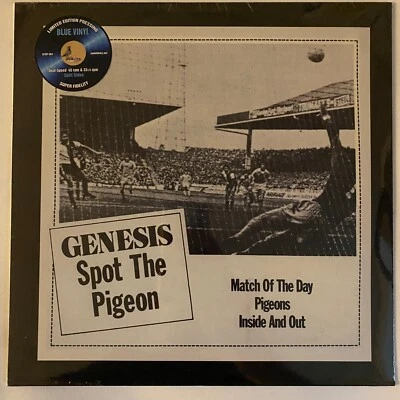 LIMITED EDITION PRESSING
BLUE VINYL
SUPER FIDELITY
GENESIS
Spot The
Pigeon
Match Of The Day
Pigeons
Inside And Out